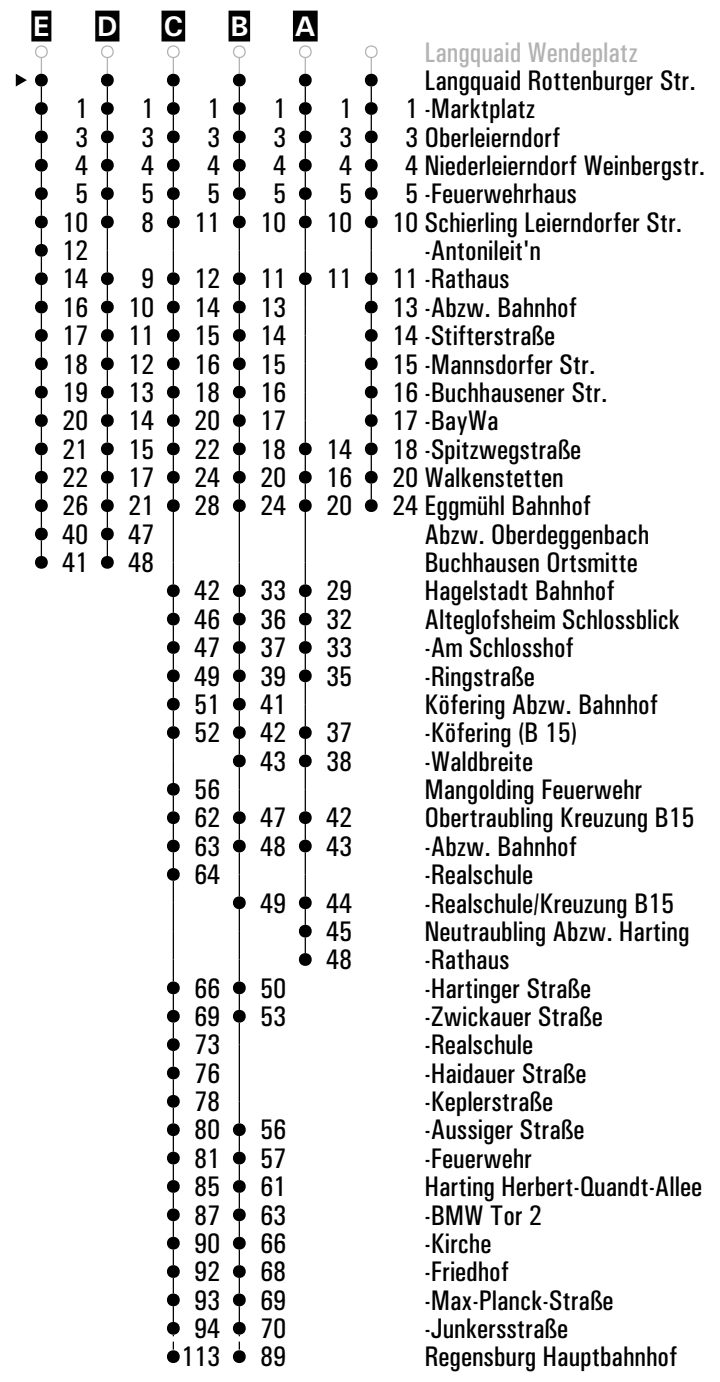 E D C B A
Langquaid Wendeplatz
Langquaid Rottenburger Str.
1 1 1 1 1 1 -Marktplatz
3 3 3 3 3 3 Oberleierndorf
4 4 4 4 4 4 Niederleierndorf Weinbergstr.
5 5 5 5 5 5 -Feuerwehrhaus
10 8 11 10 10 10 Schierling Leierndorfer Str.
12 -Antonileit'n
14 9 12 11 11 11 -Rathaus
16 10 14 13 13 -Abzw. Bahnhof
17 11 15 14 14 -Stifterstraße
18 12 16 15 15 -Mannsdorfer Str.
19 13 18 16 16 -Buchhausener Str.
20 14 20 17 17 -BayWa
21 15 22 18 14 18 -Spitzwegstraße
22 17 24 20 16 20 Walkenstetten
26 21 28 24 20 24 Eggmühl Bahnhof
40 47 Abzw. Oberdeggenbach
41 48 Buchhausen Ortsmitte
42 33 29 Hagelstadt Bahnhof
46 36 32 Alteglofsheim Schlossblick
47 37 33 -Am Schlosshof
49 39 35 -Ringstraße
51 41 Köfering Abzw. Bahnhof
52 42 37 -Köfering (B 15)
43 38 -Waldbreite
56 Mangolding Feuerwehr
62 47 42 Obertraubling Kreuzung B15
63 48 43 -Abzw. Bahnhof
64 -Realschule
49 44 -Realschule/Kreuzung B15
45 Neutraubling Abzw. Harting
48 -Rathaus
66 50 -Hartinger Straße
69 53 -Zwickauer Straße
73 -Realschule
76 -Haidauer Straße
78 -Keplerstraße
80 56 -Aussiger Straße
81 57 -Feuerwehr
85 61 Harting Herbert-Quandt-Allee
87 63 -BMW Tor 2
90 66 -Kirche
92 68 -Friedhof
93 69 -Max-Planck-Straße
94 70 -Junkersstraße
113 89 Regensburg Hauptbahnhof